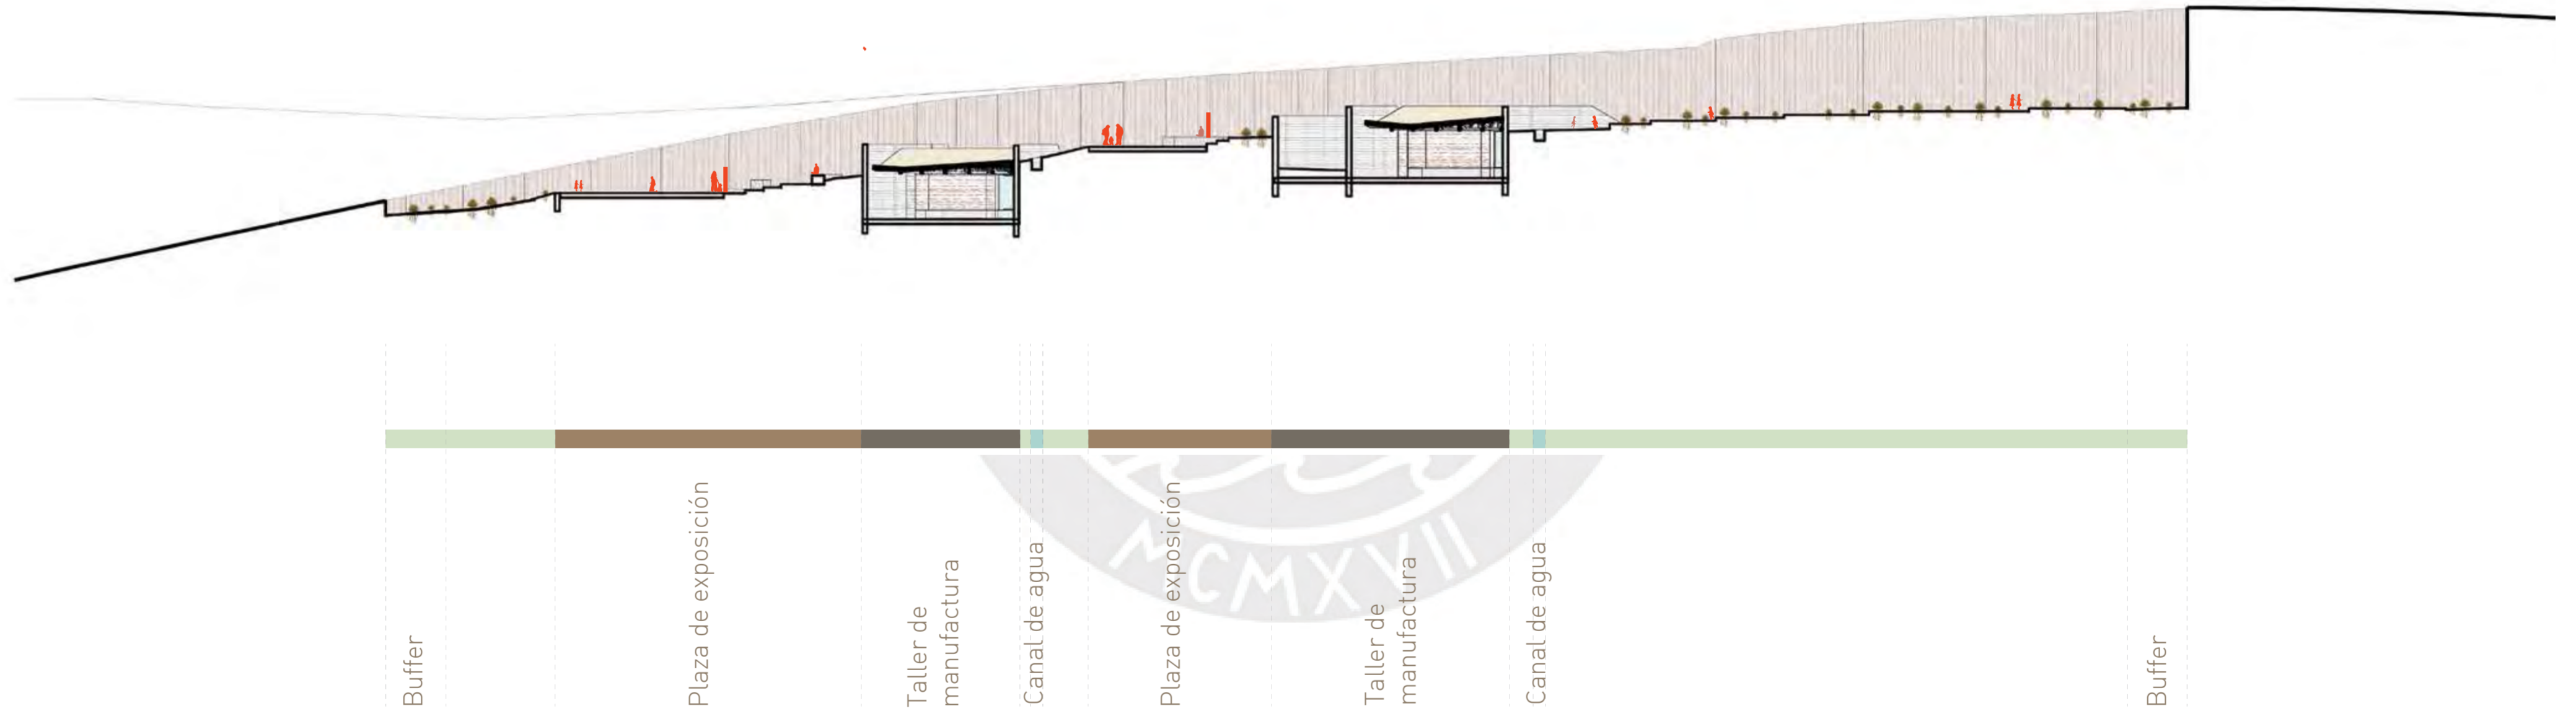 Buffer
Plaza de exposición
Taller de
manufactura
Canal de agua
Plaza de exposición
Taller de
manufactura
Canal de agua
Buffer
MCMXVII